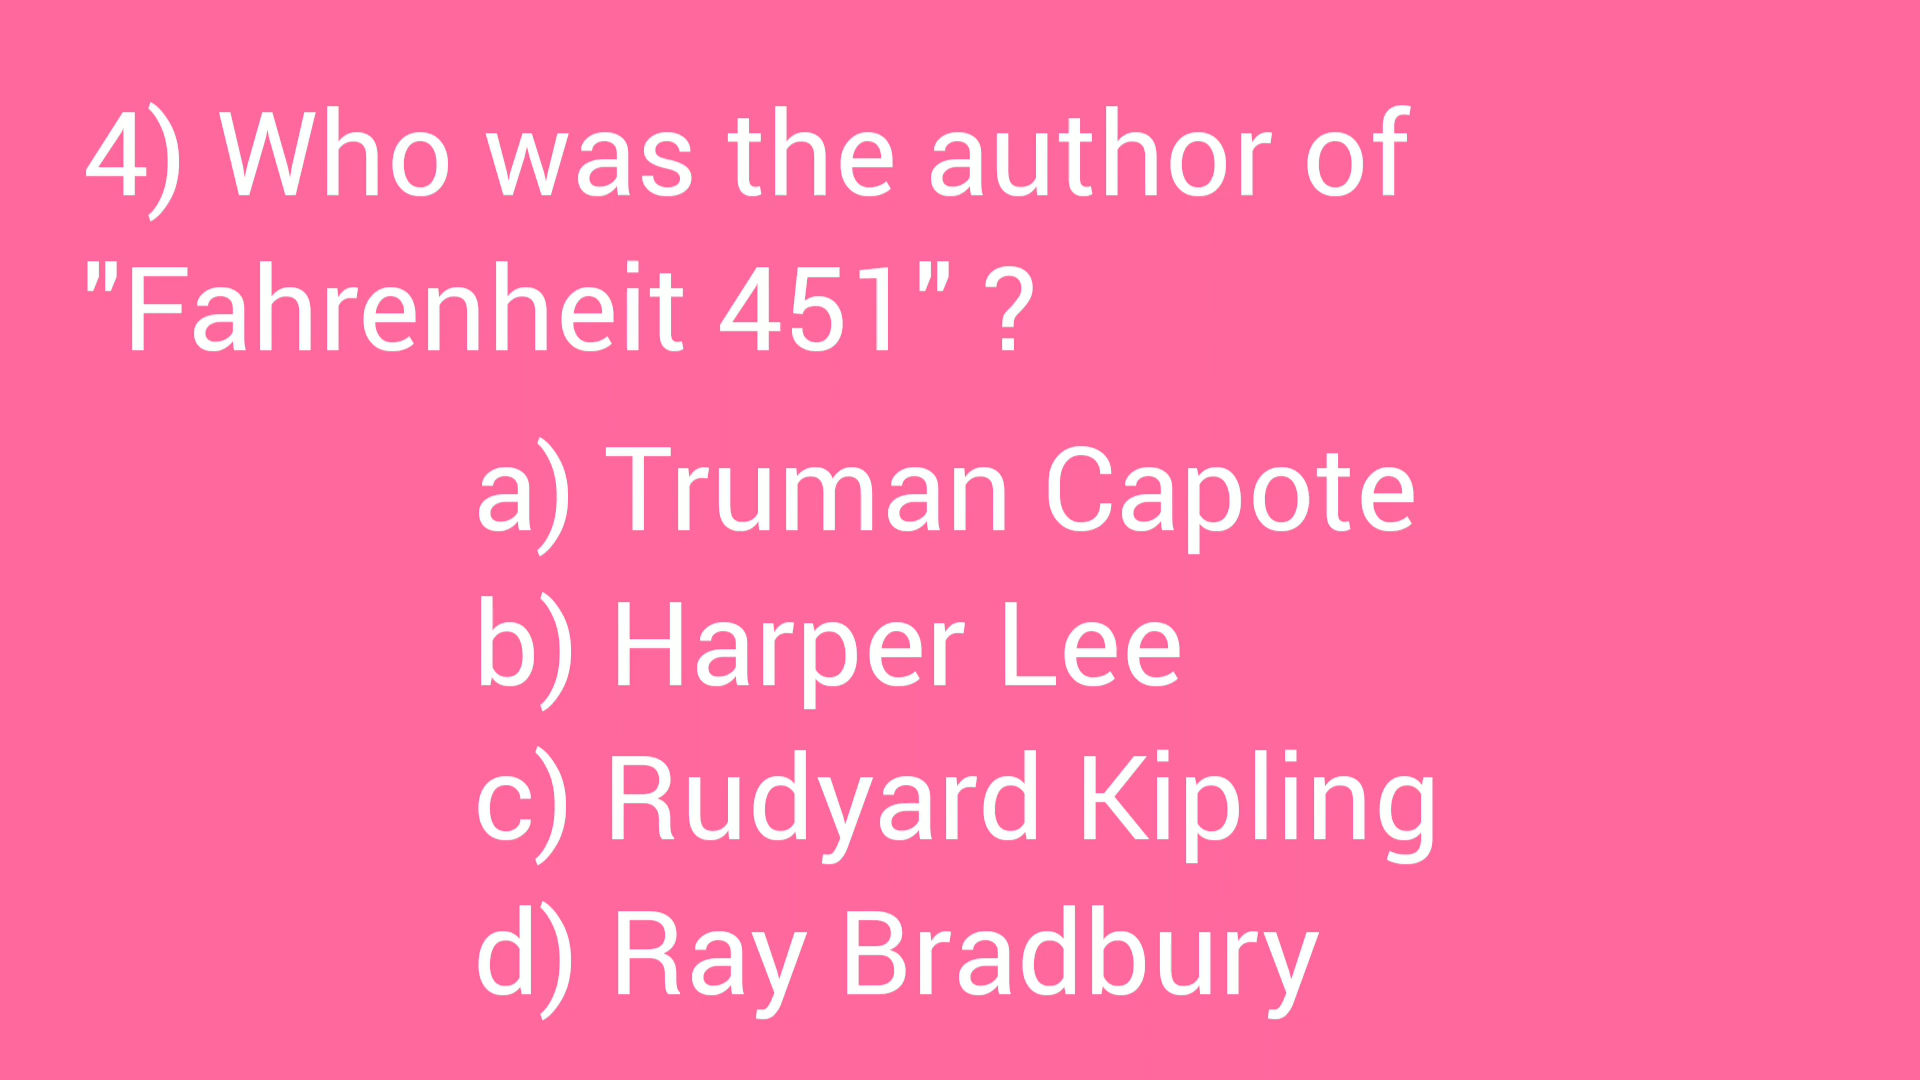 4) Who was the author of
"Fahrenheit 451" ?
a) Truman Capote
b) Harper Lee
c) Rudyard Kipling
d) Ray Bradbury